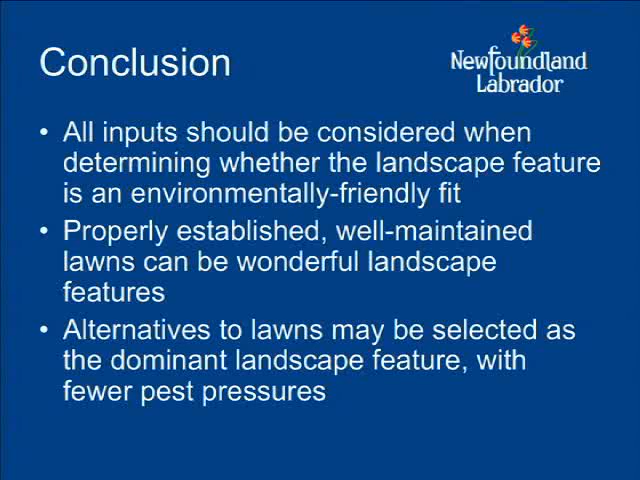 Conclusion
Newfoundland
Labrador
• All inputs should be considered when
determining whether the landscape feature
is an environmentally-friendly fit
• Properly established, well-maintained
lawns can be wonderful landscape
features
• Alternatives to lawns may be selected as
the dominant landscape feature, with
fewer pest pressures